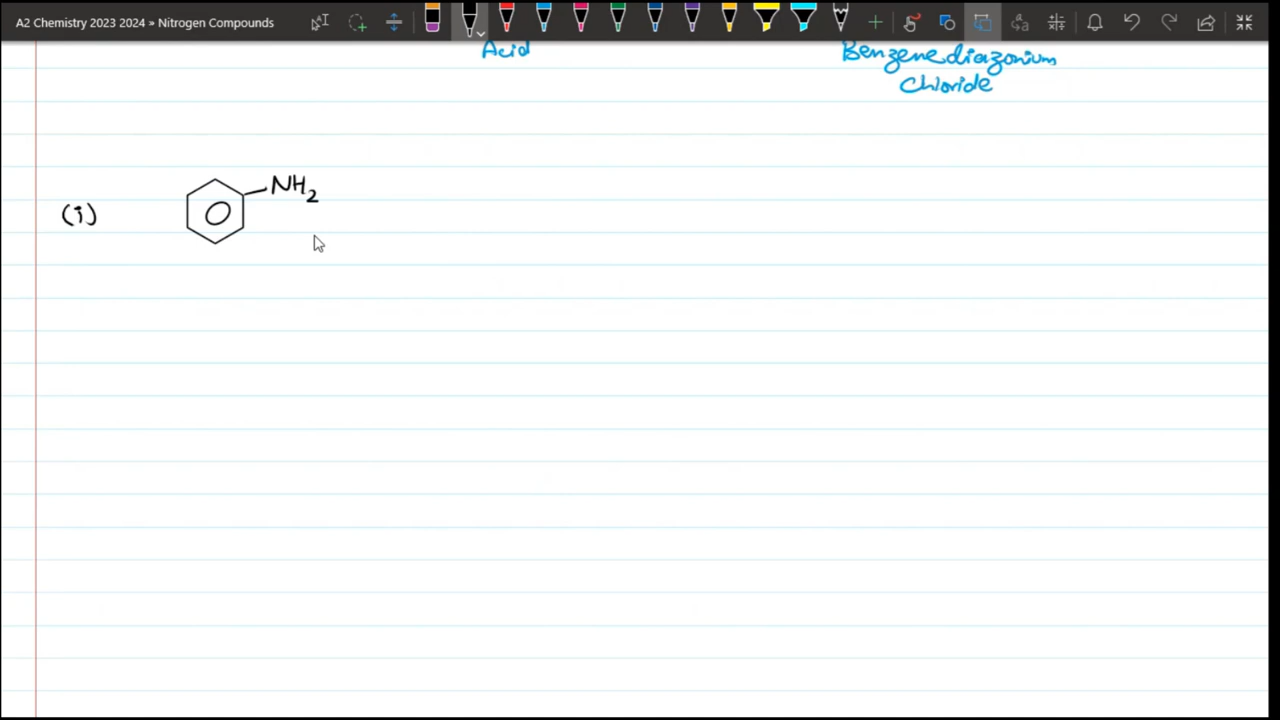 A2 Chemistry 2023 2024 » Nitrogen Compounds
Acid
Benzenediazonium
Chloride
(i)
NH₂